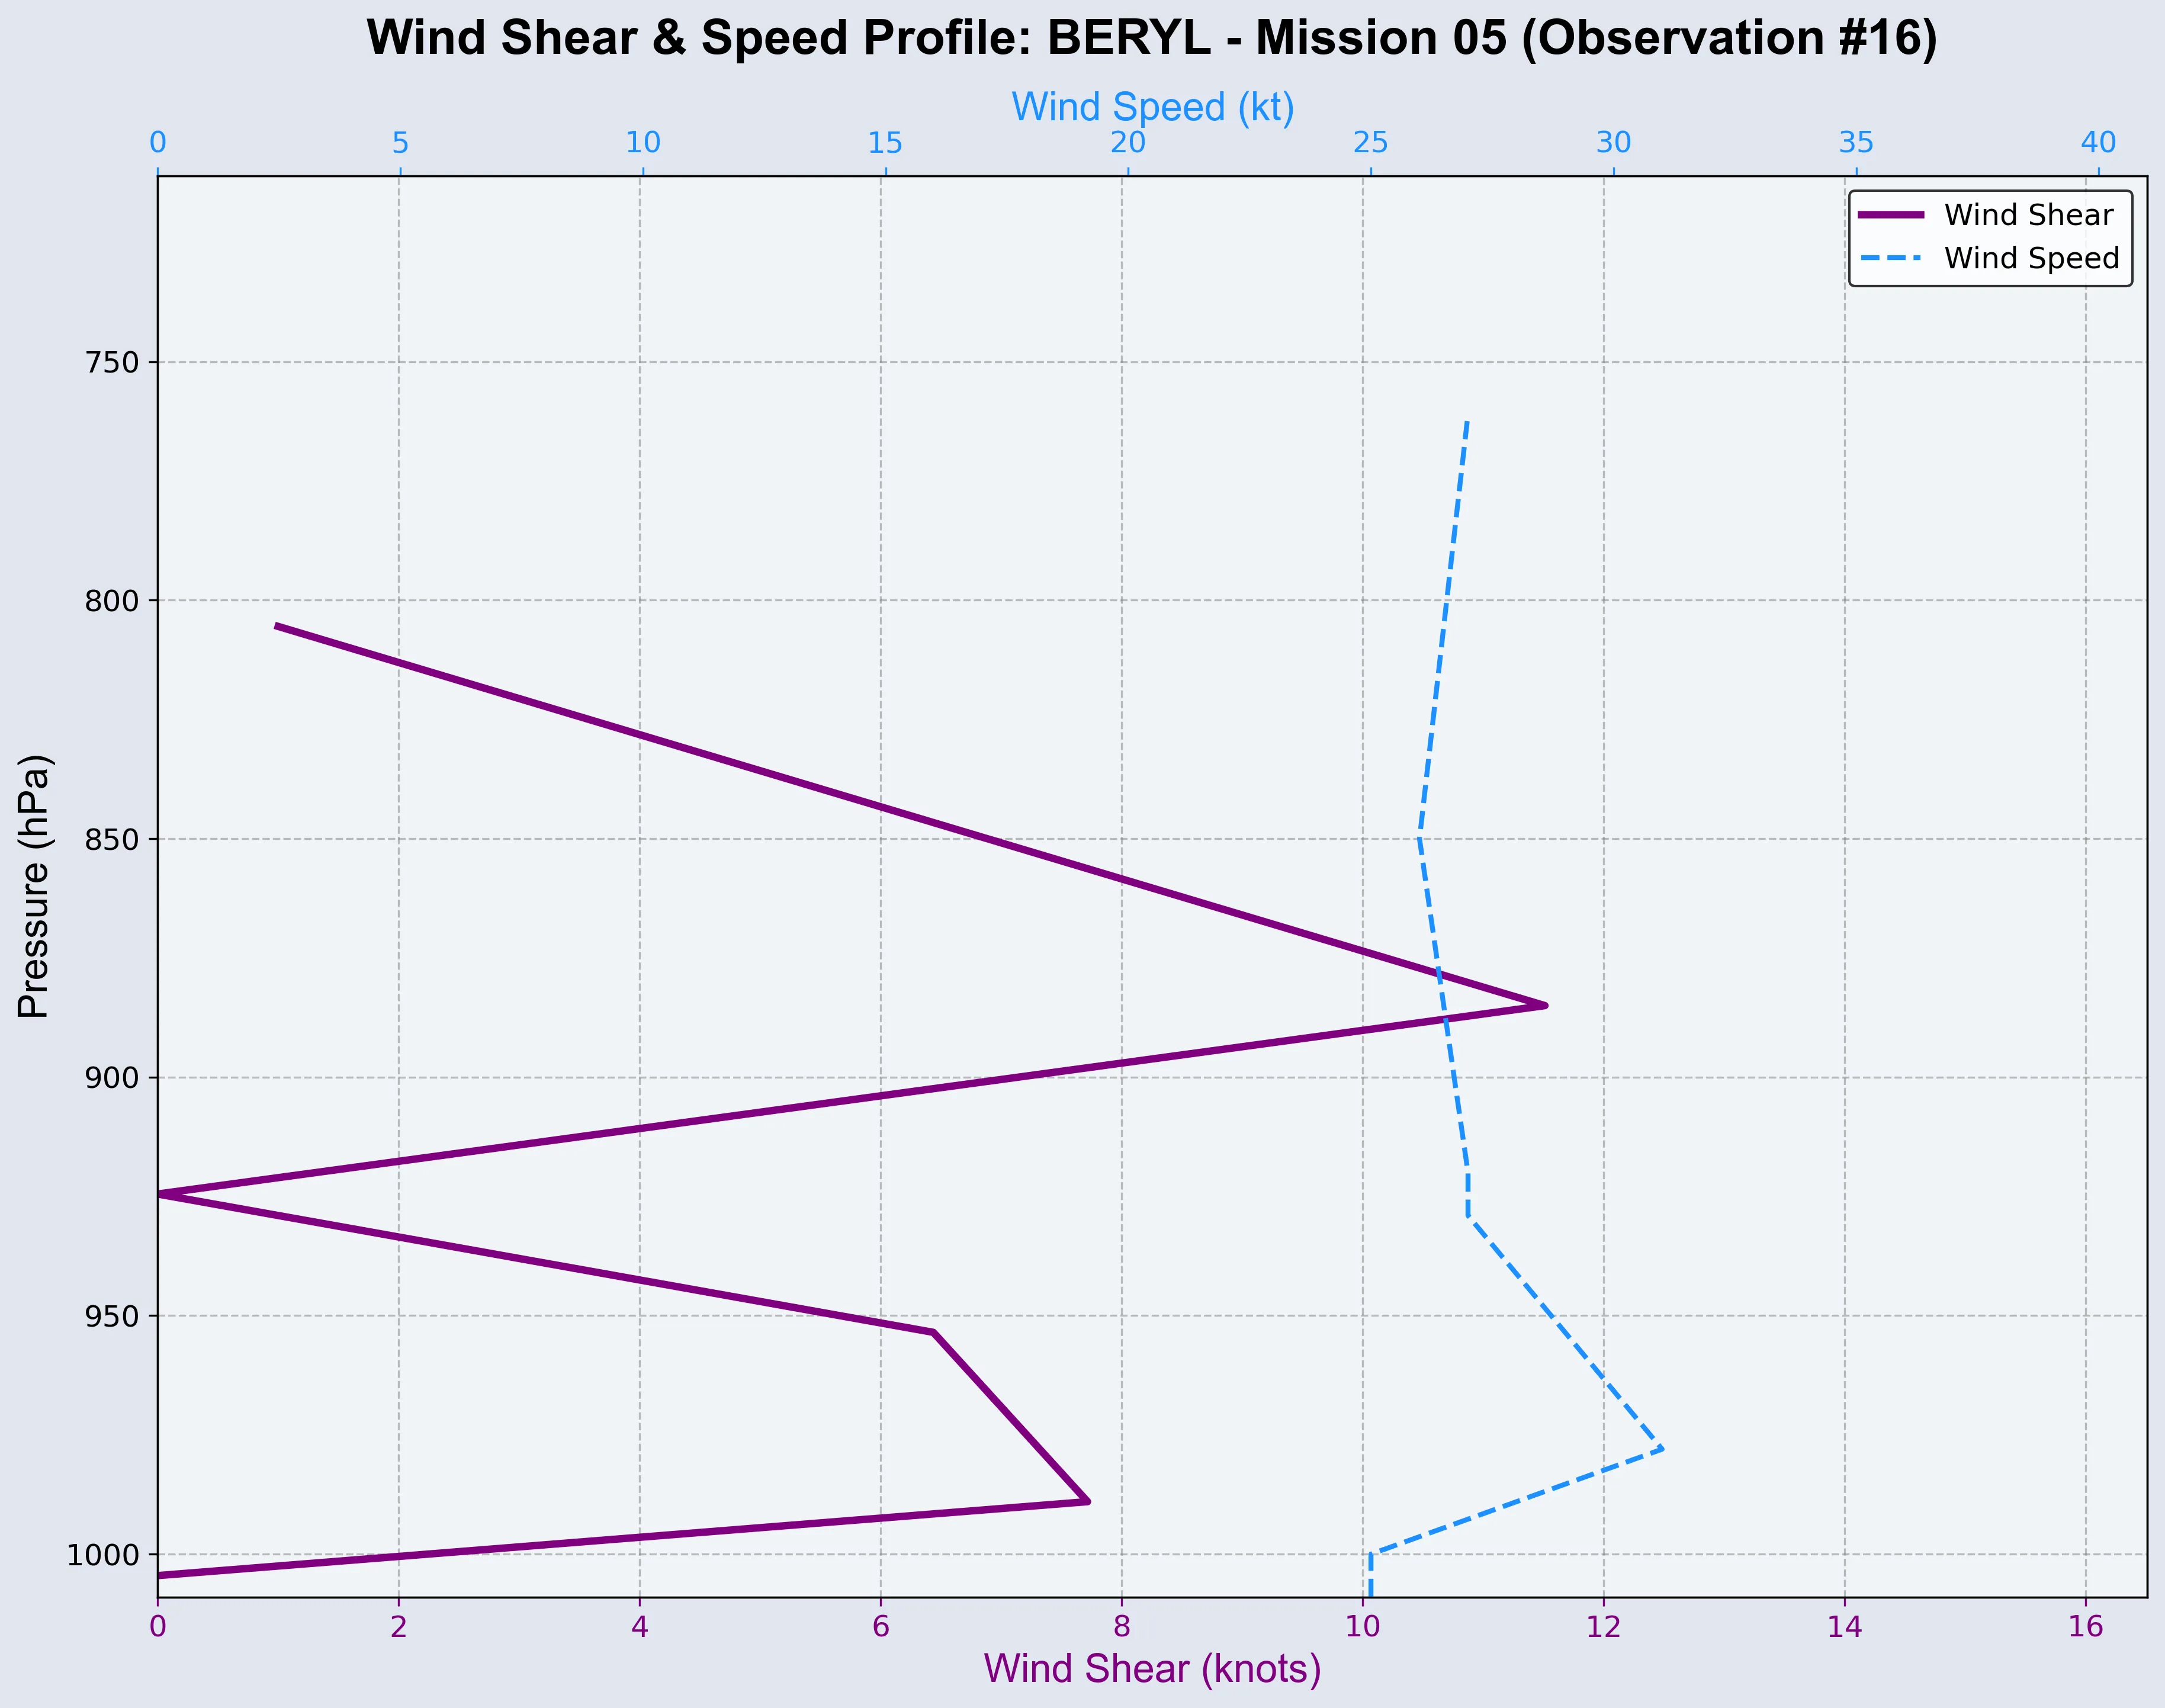 Wind Shear & Speed Profile: BERYL - Mission 05 (Observation #16)
Wind Speed (kt)
0 5 10 15 20 25 30 35 40
Wind Shear
Wind Speed
Pressure (hPa)
750
800
850
900
950
1000
0 2 4 6 8 10 12 14 16
Wind Shear (knots)